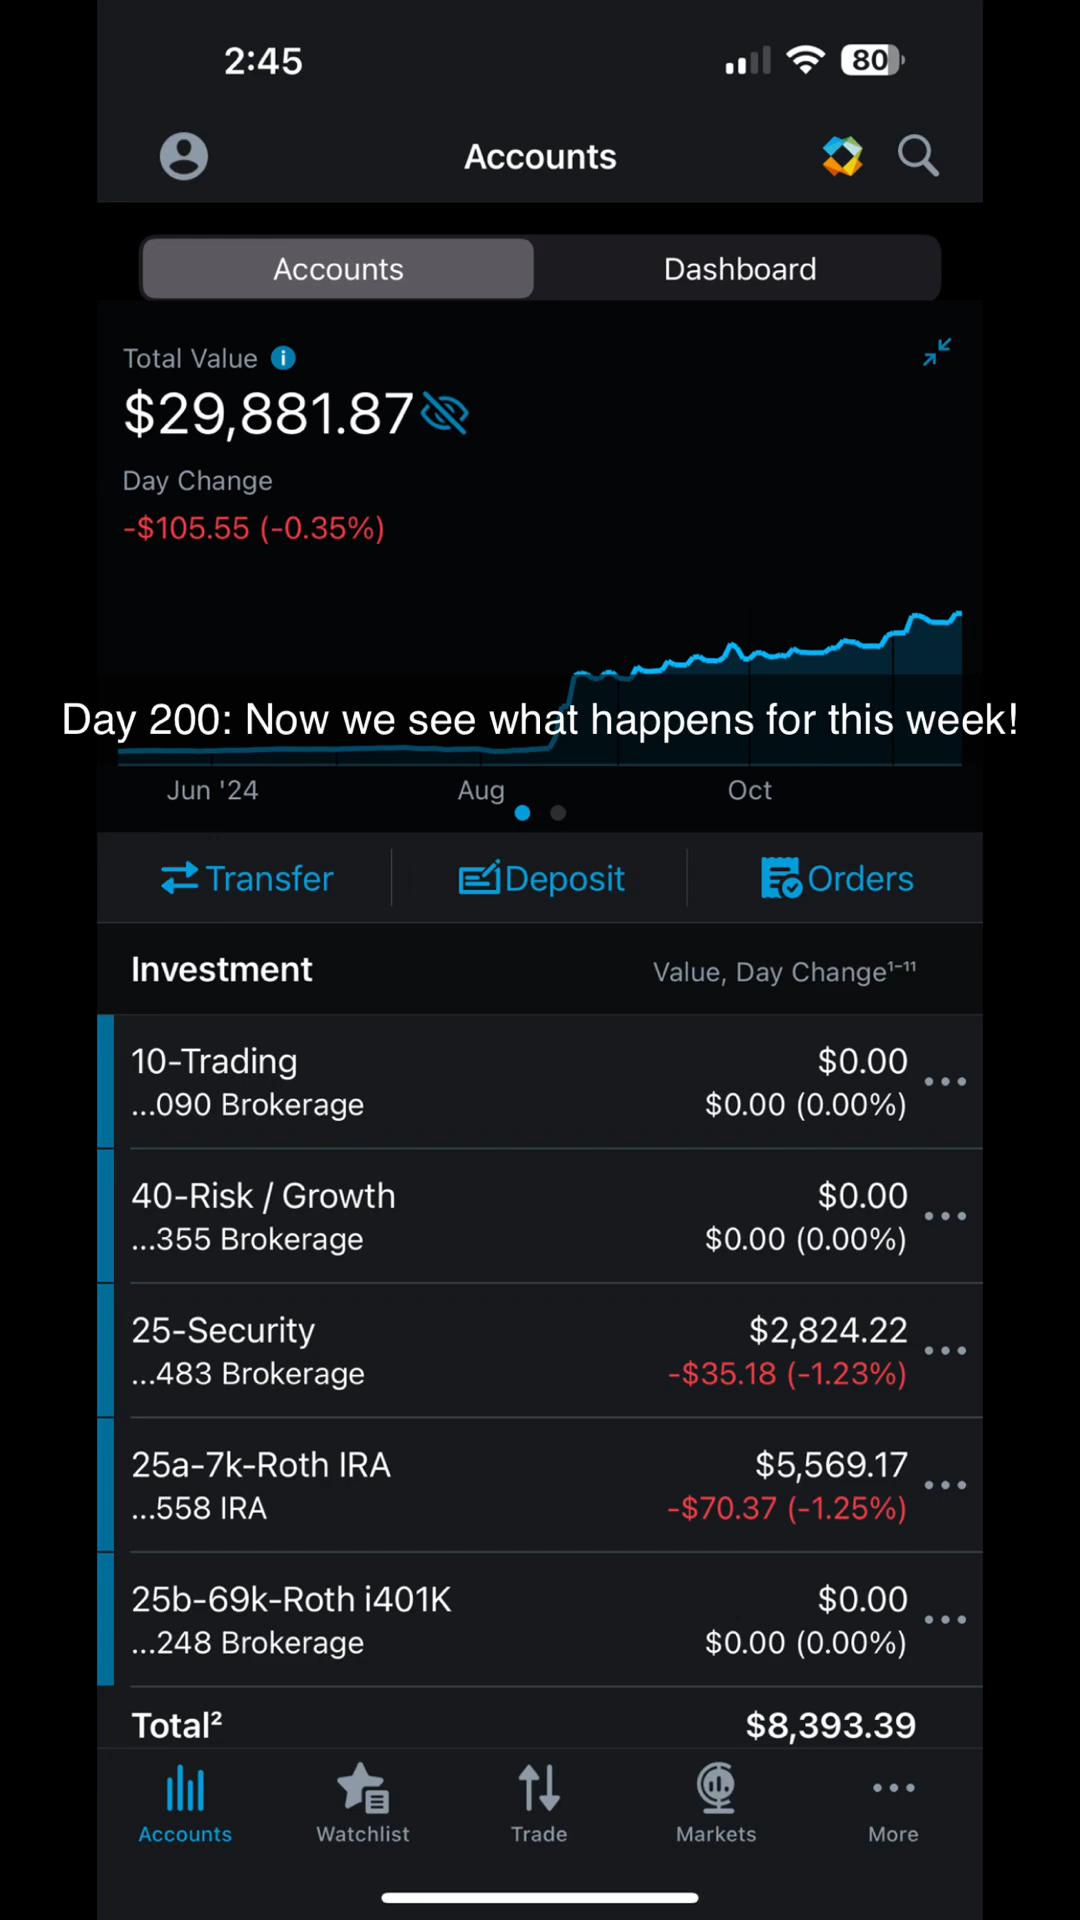 2:45
80
Accounts
Accounts Dashboard
Total Value
$29,881.87
Day Change
-$105.55 (-0.35%)
Day 200: Now we see what happens for this week!
Jun '24 Aug Oct
Transfer Deposit Orders
Investment Value, Day Change¹⁻¹¹
10-Trading $0.00
...090 Brokerage $0.00 (0.00%)
40-Risk / Growth $0.00
...355 Brokerage $0.00 (0.00%)
25-Security $2,824.22
...483 Brokerage -$35.18 (-1.23%)
25a-7k-Roth IRA $5,569.17
...558 IRA -$70.37 (-1.25%)
25b-69k-Roth i401K $0.00
...248 Brokerage $0.00 (0.00%)
Total² $8,393.39
Accounts Watchlist Trade Markets More